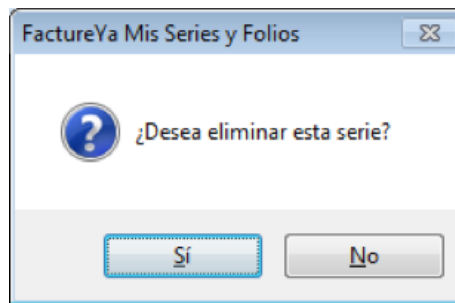 FactureYa Mis Series y Folios
¿Desea eliminar esta serie?
Sí
No